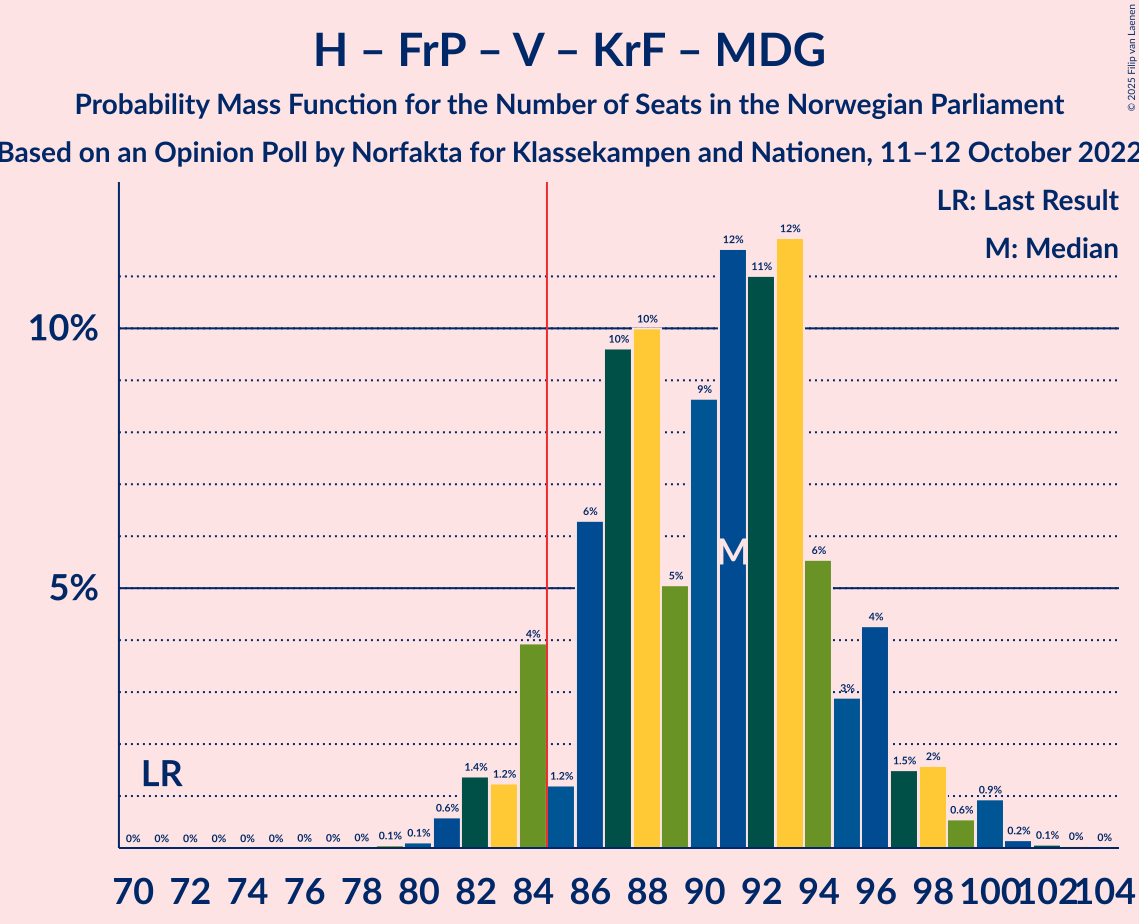 H – FrP – V – KrF – MDG
Probability Mass Function for the Number of Seats in the Norwegian Parliament
Based on an Opinion Poll by Norfakta for Klassekampen and Nationen, 11–12 October 2022
© 2025 Filip van Laenen
LR: Last Result
M: Median
10%
5%
LR
M
0% 0% 0% 0% 0% 0% 0% 0% 0% 0.1% 0.1% 0.6% 1.4% 1.2% 4% 1.2% 6% 10% 10% 5% 9% 12% 11% 12% 6% 3% 4% 1.5% 2% 0.6% 0.9% 0.2% 0.1% 0% 0%
70 72 74 76 78 80 82 84 86 88 90 92 94 96 98 100 102 104